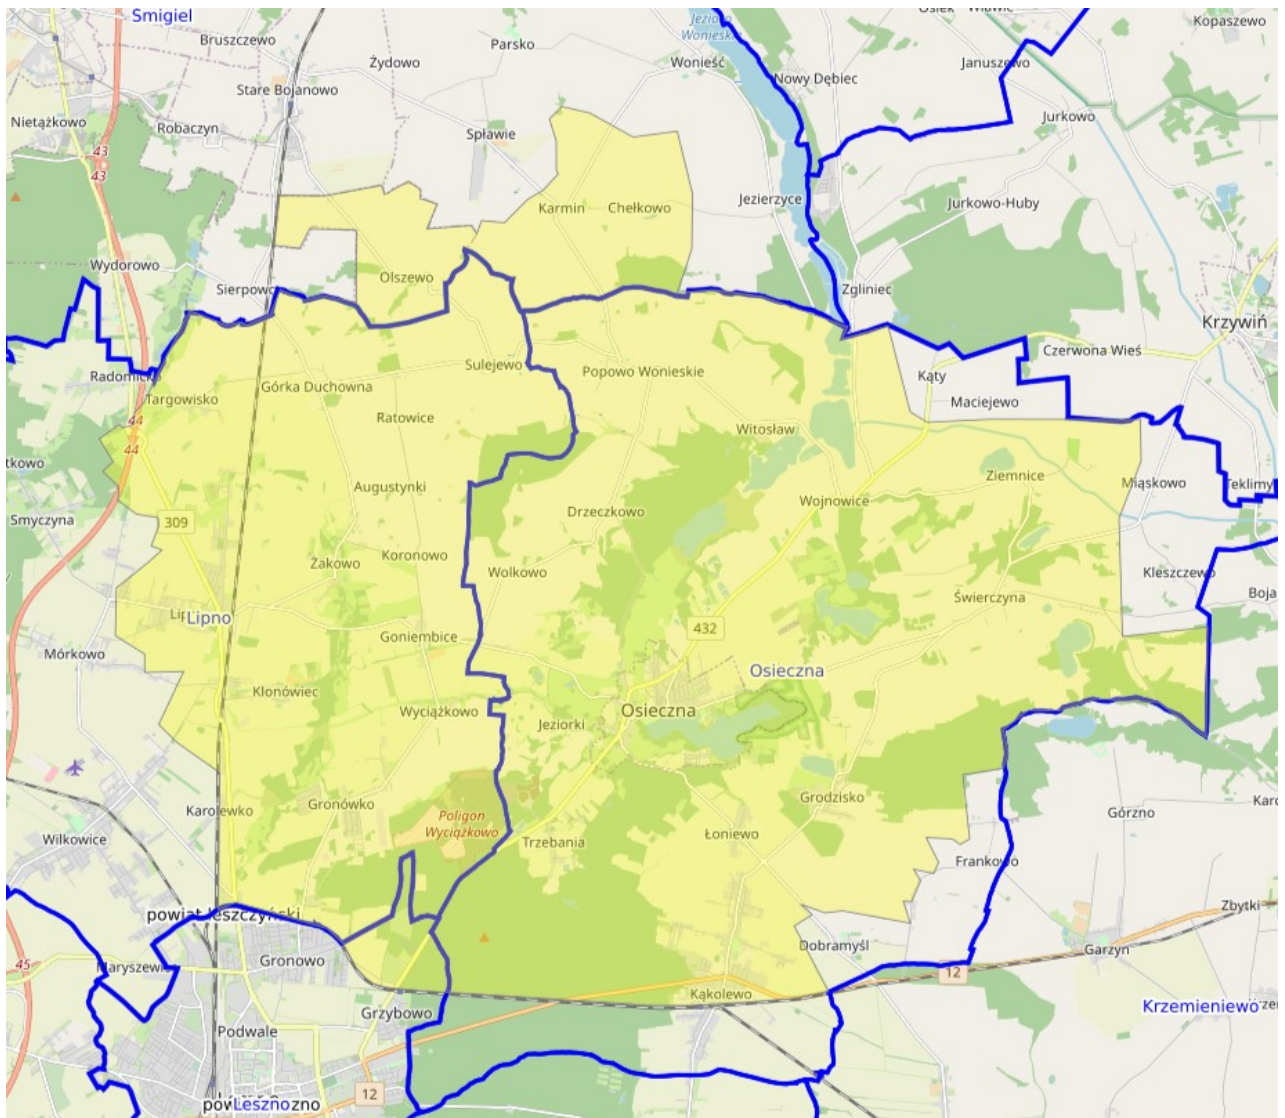 Śmigiel
Bruszczewo
Parsko
Jezioro
Wonieskie
Kopaszewo
Żydowo
Wonieść
Januszewo
Nowy Dębiec
Stare Bojanowo
Nietążkowo
Robaczyn
Spławie
Jurkowo
43
43
Jezierzyce
Karmin
Chełkowo
Jurkowo-Huby
Wydorowo
Olszewo
Sierpowo
Zgliniec
Krzywiń
Czerwona Wieś
Radomicko
Sulejewo
Popowo Wonieskie
Kąty
Górka Duchowna
Maciejewo
Targowisko
Ratowice
44
44
Witosław
Ziemnice
Miąskowo
Teklimy
Augustynki
Wojnowice
Smyczyna
309
Drzeczkowo
Koronowo
Żakowo
Wolkowo
Kleszczewo
Świerczyna
Boja
Lipno
432
Goniembice
Mórkowo
Osieczna
Klonówiec
Wyciążkowo
Jeziorki
Osieczna
Grodzisko
Gronówko
Karolewko
Poligon
Wyciążkowo
Górzno
Wilkowice
Trzebania
Łoniewo
Frankowo
powiat leszczyński
Zbytki
Dobramyśl
Garzyn
45
Maryszewice
Gronowo
12
Kąkolewo
Krzemieniewo
Grzybowo
Podwale
12
Leszno